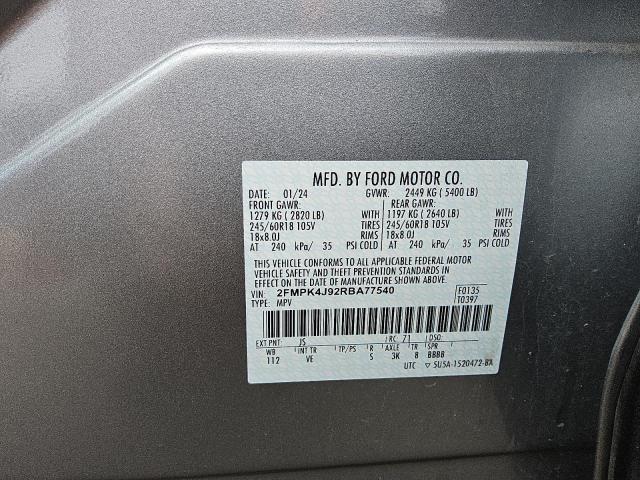 MFD. BY FORD MOTOR CO.
DATE: 01/24 GVWR: 2449 KG ( 5400 LB)
FRONT GAWR: REAR GAWR:
1279 KG ( 2820 LB) WITH 1197 KG ( 2640 LB) WITH
245/60R18 105V TIRES 245/60R18 105V TIRES
18x8.0J RIMS 18x8.0J RIMS
AT 240 kPa/ 35 PSI COLD AT 240 kPa/ 35 PSI COLD
THIS VEHICLE CONFORMS TO ALL APPLICABLE FEDERAL MOTOR
VEHICLE SAFETY AND THEFT PREVENTION STANDARDS IN
EFFECT ON THE DATE OF MANUFACTURE SHOWN ABOVE.
VIN: 2FMPK4J92RBA77540 F0135
TYPE: MPV T0397
EXT PNT: JS RC: 71 DSO:
WB INT TR TP/PS R AXLE TR SPR
112 VE S 3K 8 BBBB
UTC ▽ 5U5A-1520472-BA